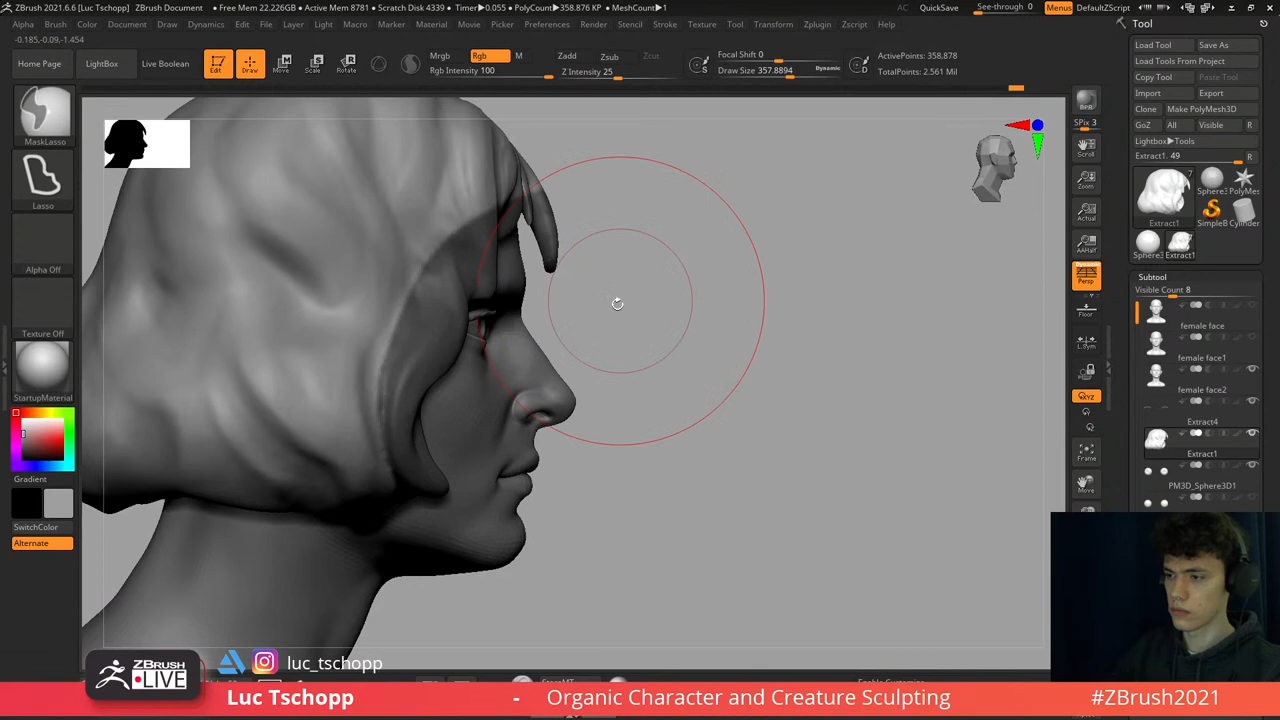 ZBrush 2021.6.6 [Luc Tschopp] ZBrush Document • Free Mem 22.226GB • Active Mem 8781 • Scratch Disk 4339 • Timer▶0.055 • PolyCount▶358.876 KP • MeshCount▶1 AC QuickSave See-through 0 Menus DefaultZScript
Alpha Brush Color Document Draw Dynamics Edit File Layer Light Macro Marker Material Movie Picker Preferences Render Stencil Stroke Texture Tool Transform Zplugin Zscript Help
-0.185,-0.09,-1.454
Home Page LightBox Live Boolean Edit Draw Move Scale Rotate
Mrgb Rgb M Zadd Zsub Zcut
Rgb Intensity 100 Z Intensity 25
Focal Shift 0
Draw Size 357.8894 Dynamic
S D
ActivePoints: 358.878
TotalPoints: 2.561 Mil
MaskLasso
Lasso
Alpha Off
Texture Off
StartupMaterial
Gradient
SwitchColor
Alternate
BPR
SPix 3
Scroll
Zoom
Actual
AAHalf
Dynamic
Persp
Floor
L.Sym
XYZ
Frame
Move
Tool
Load Tool Save As
Load Tools From Project
Copy Tool Paste Tool
Import Export
Clone Make PolyMesh3D
GoZ All Visible R
Lightbox▶Tools
Extract1. 49 R
7
Extract1
Cylinder
Extract1
Subtool
Visible Count 8
female face
female face1
female face2
Extract4
Extract1
PM3D_Sphere3D1
ZBRUSH
•LIVE
luc_tschopp
Luc Tschopp - Organic Character and Creature Sculpting #ZBrush2021